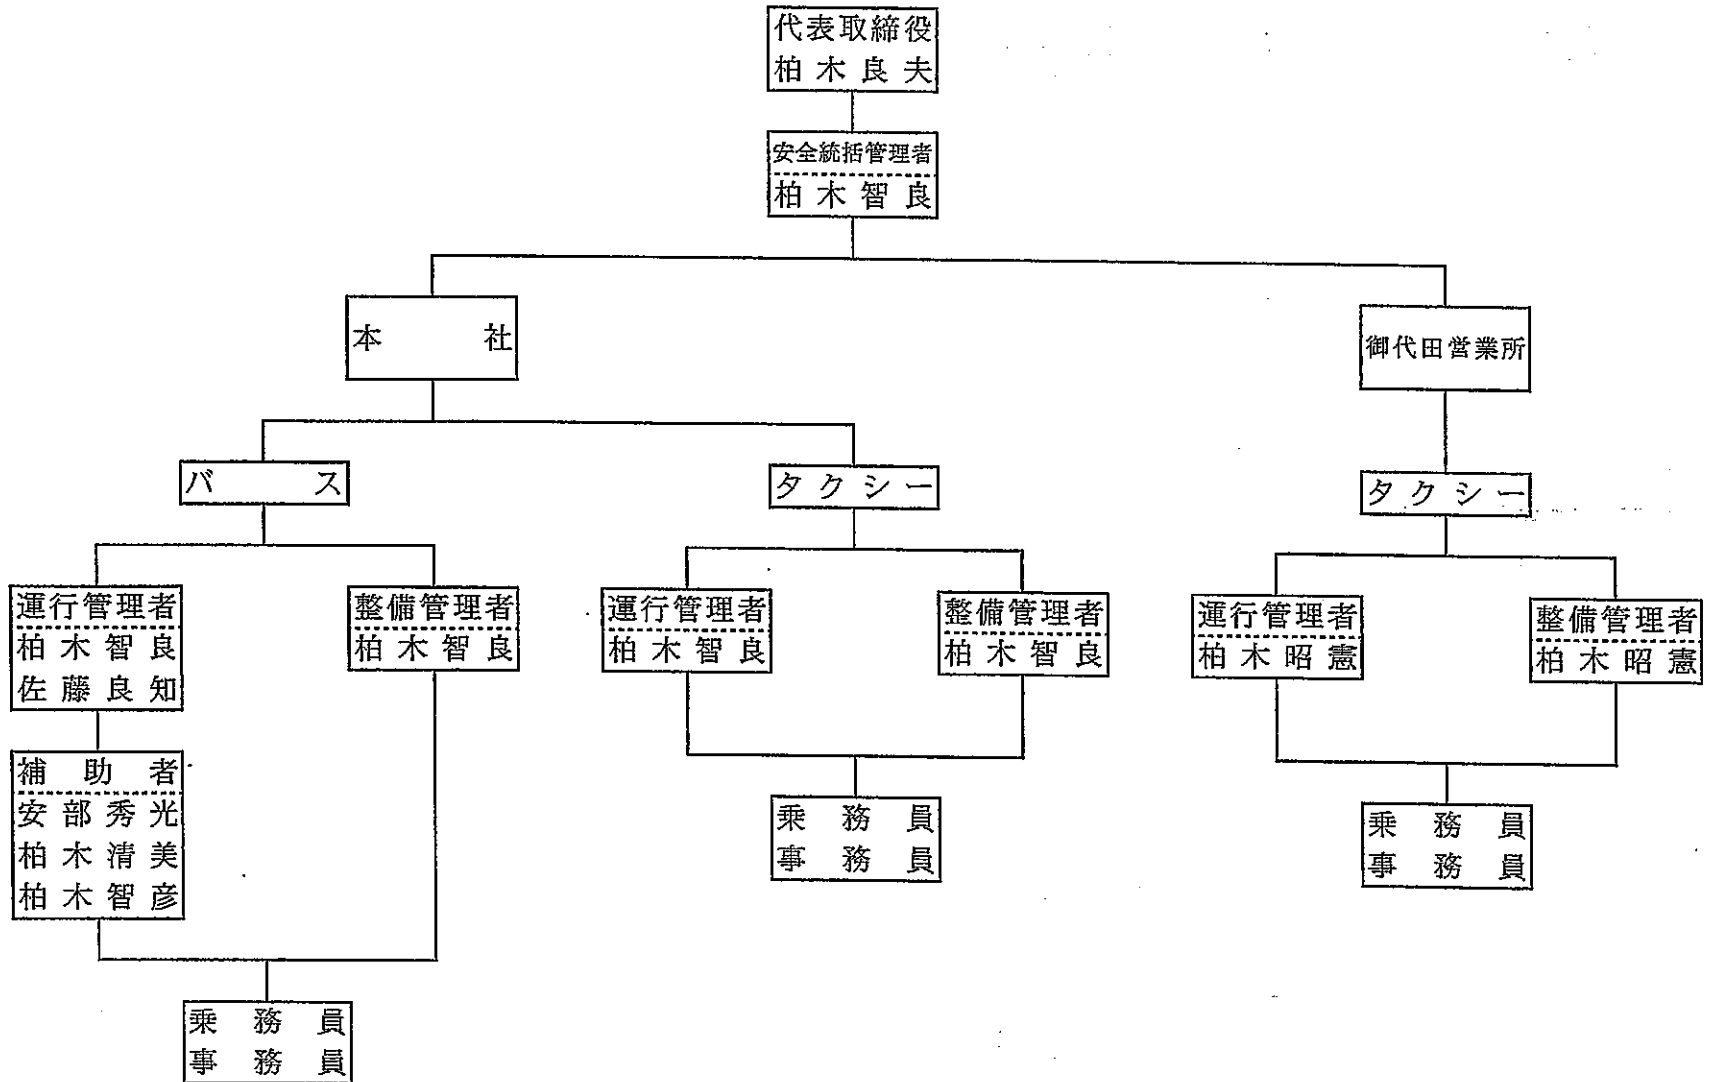 代表取締役
柏木良夫
安全統括管理者
柏木智良
本社
御代田営業所
バス
タクシー
タクシー
運行管理者
柏木智良
佐藤良知
整備管理者
柏木智良
運行管理者
柏木智良
整備管理者
柏木智良
運行管理者
柏木昭憲
整備管理者
柏木昭憲
補助者
安部秀光
柏木清美
柏木智彦
乗務員
事務員
乗務員
事務員
乗務員
事務員